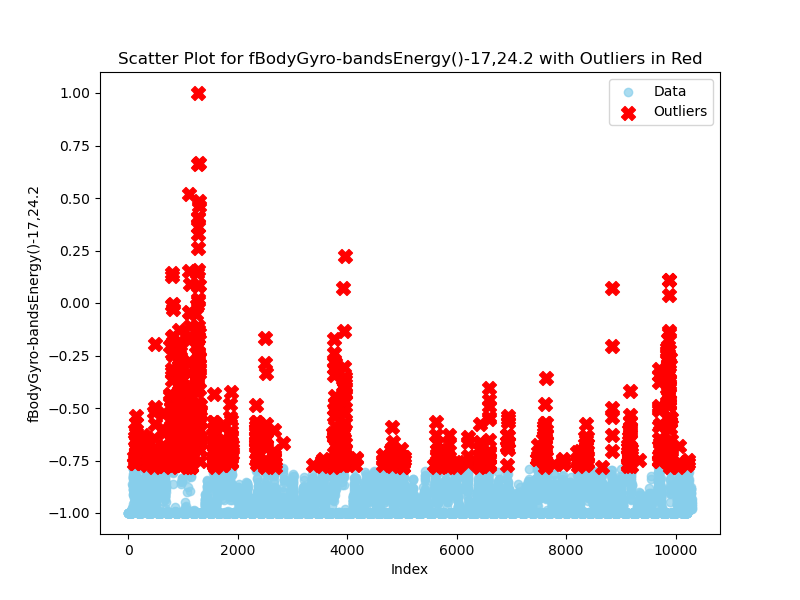 Scatter Plot for fBodyGyro-bandsEnergy()-17,24.2 with Outliers in Red
Data
Outliers
fBodyGyro-bandsEnergy()-17,24.2
1.00
0.75
0.50
0.25
0.00
−0.25
−0.50
−0.75
−1.00
0 2000 4000 6000 8000 10000
Index